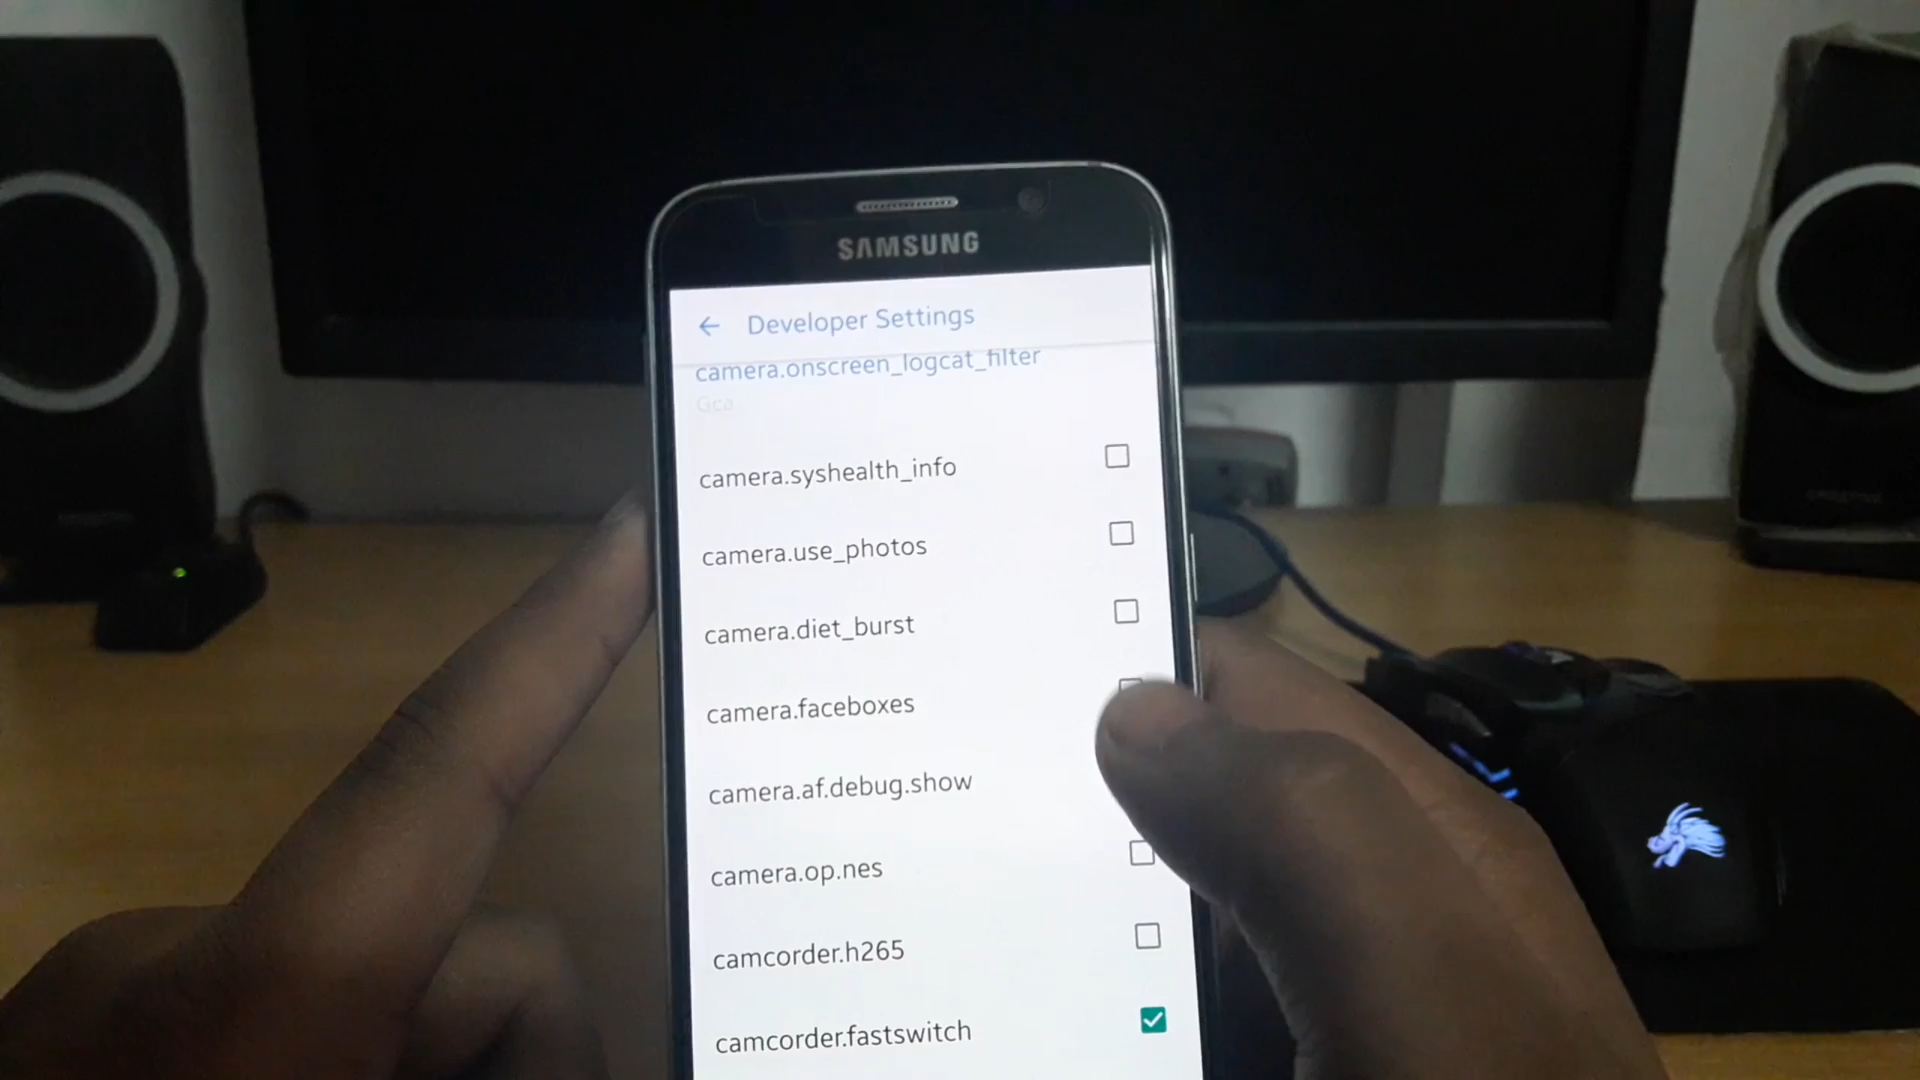 SAMSUNG
Developer Settings
camera.onscreen_logcat_filter
Gca
camera.syshealth_info
camera.use_photos
camera.diet_burst
camera.faceboxes
camera.af.debug.show
camera.op.nes
camcorder.h265
camcorder.fastswitch